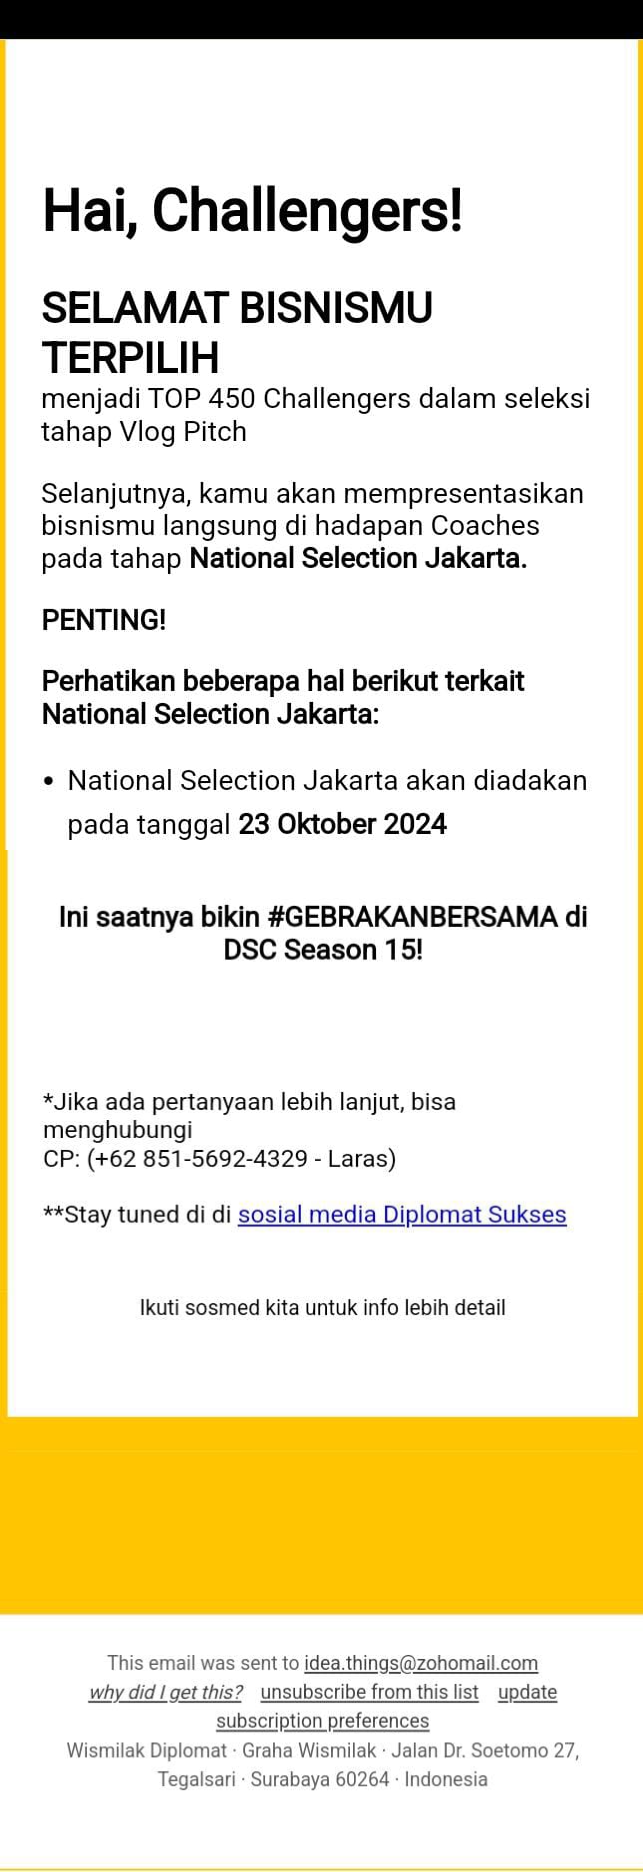 Hai, Challengers!
SELAMAT BISNISMU
TERPILIH
menjadi TOP 450 Challengers dalam seleksi
tahap Vlog Pitch
Selanjutnya, kamu akan mempresentasikan
bisnismu langsung di hadapan Coaches
pada tahap National Selection Jakarta.
PENTING!
Perhatikan beberapa hal berikut terkait
National Selection Jakarta:
• National Selection Jakarta akan diadakan
pada tanggal 23 Oktober 2024
Ini saatnya bikin #GEBRAKANBERSAMA di
DSC Season 15!
*Jika ada pertanyaan lebih lanjut, bisa
menghubungi
CP: (+62 851-5692-4329 - Laras)
**Stay tuned di di sosial media Diplomat Sukses
Ikuti sosmed kita untuk info lebih detail
This email was sent to idea.things@zohomail.com
why did I get this? unsubscribe from this list update
subscription preferences
Wismilak Diplomat · Graha Wismilak · Jalan Dr. Soetomo 27,
Tegalsari · Surabaya 60264 · Indonesia